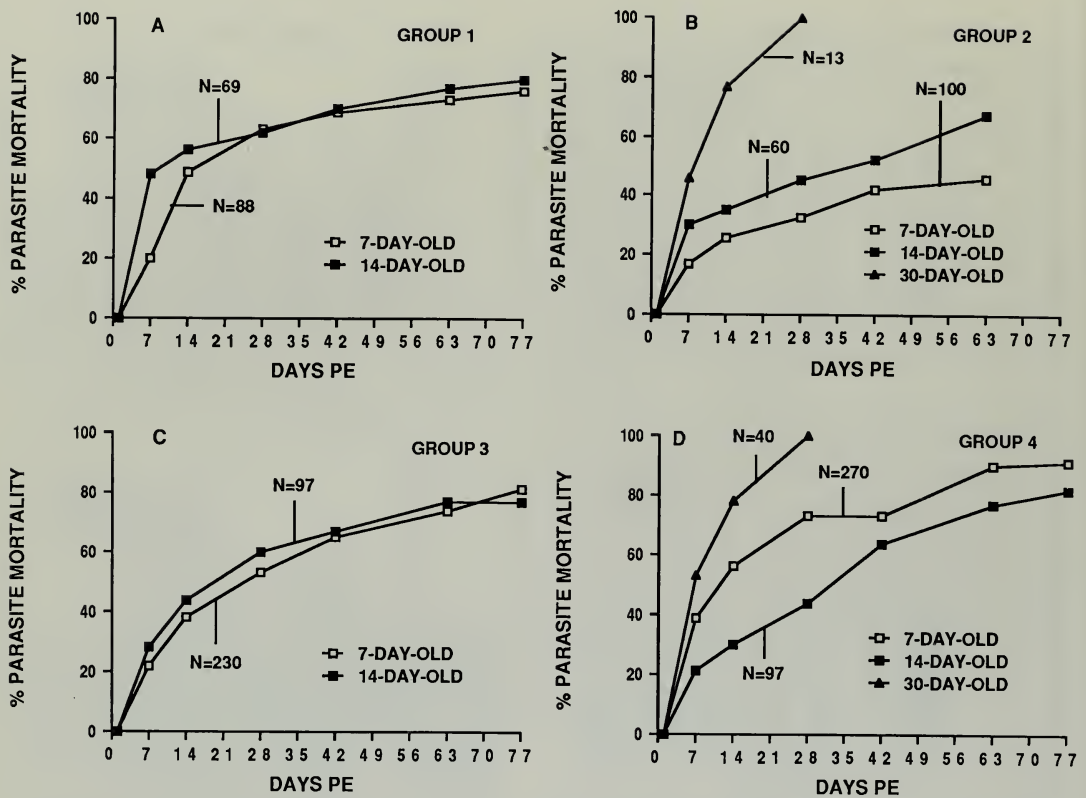 A
GROUP 1
% PARASITE MORTALITY
100
80
60
40
20
0
N=69
N=88
7-DAY-OLD
14-DAY-OLD
0 7 14 21 28 35 42 49 56 63 70 77
DAYS PE
B
GROUP 2
% PARASITE MORTALITY
100
80
60
40
20
0
N=13
N=100
N=60
7-DAY-OLD
14-DAY-OLD
30-DAY-OLD
0 7 14 21 28 35 42 49 56 63 70 77
DAYS PE
C
GROUP 3
% PARASITE MORTALITY
100
80
60
40
20
0
N=97
N=230
7-DAY-OLD
14-DAY-OLD
0 7 14 21 28 35 42 49 56 63 70 77
DAYS PE
D
GROUP 4
% PARASITE MORTALITY
100
80
60
40
20
0
N=40
N=270
N=97
7-DAY-OLD
14-DAY-OLD
30-DAY-OLD
0 7 14 21 28 35 42 49 56 63 70 77
DAYS PE